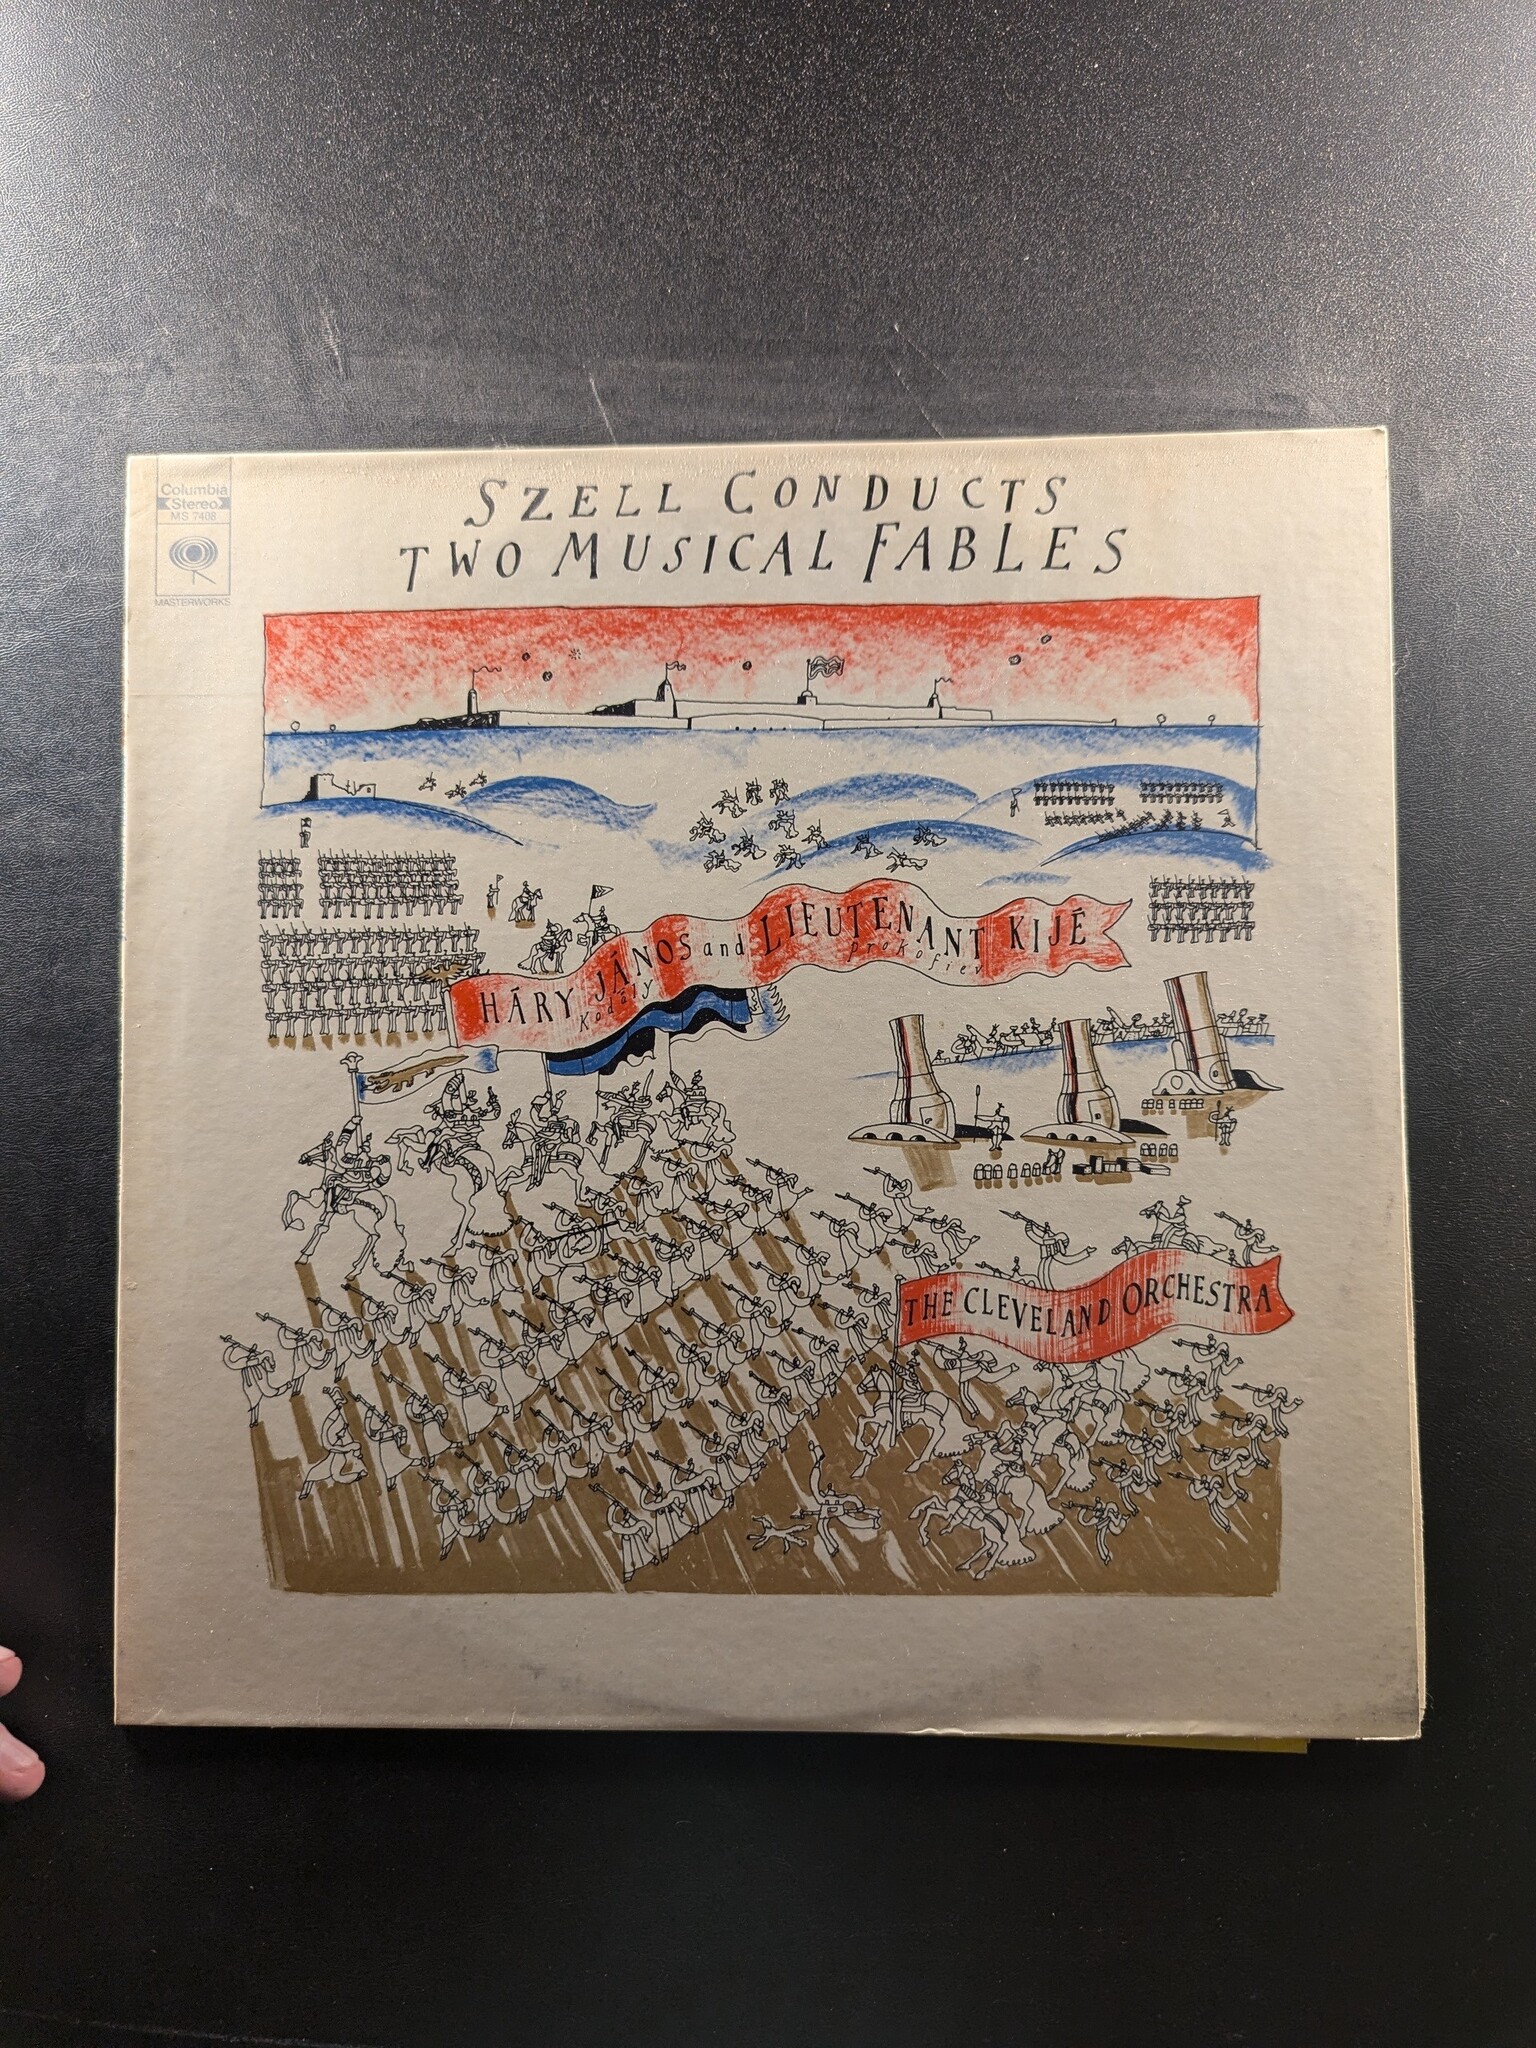 Columbia
Stereo
MS 7408
MASTERWORKS
SZELL CONDUCTS
TWO MUSICAL FABLES
HÁRY JÁNOS and LIEUTENANT KIJÉ
Kodály
Prokofiev
THE CLEVELAND ORCHESTRA